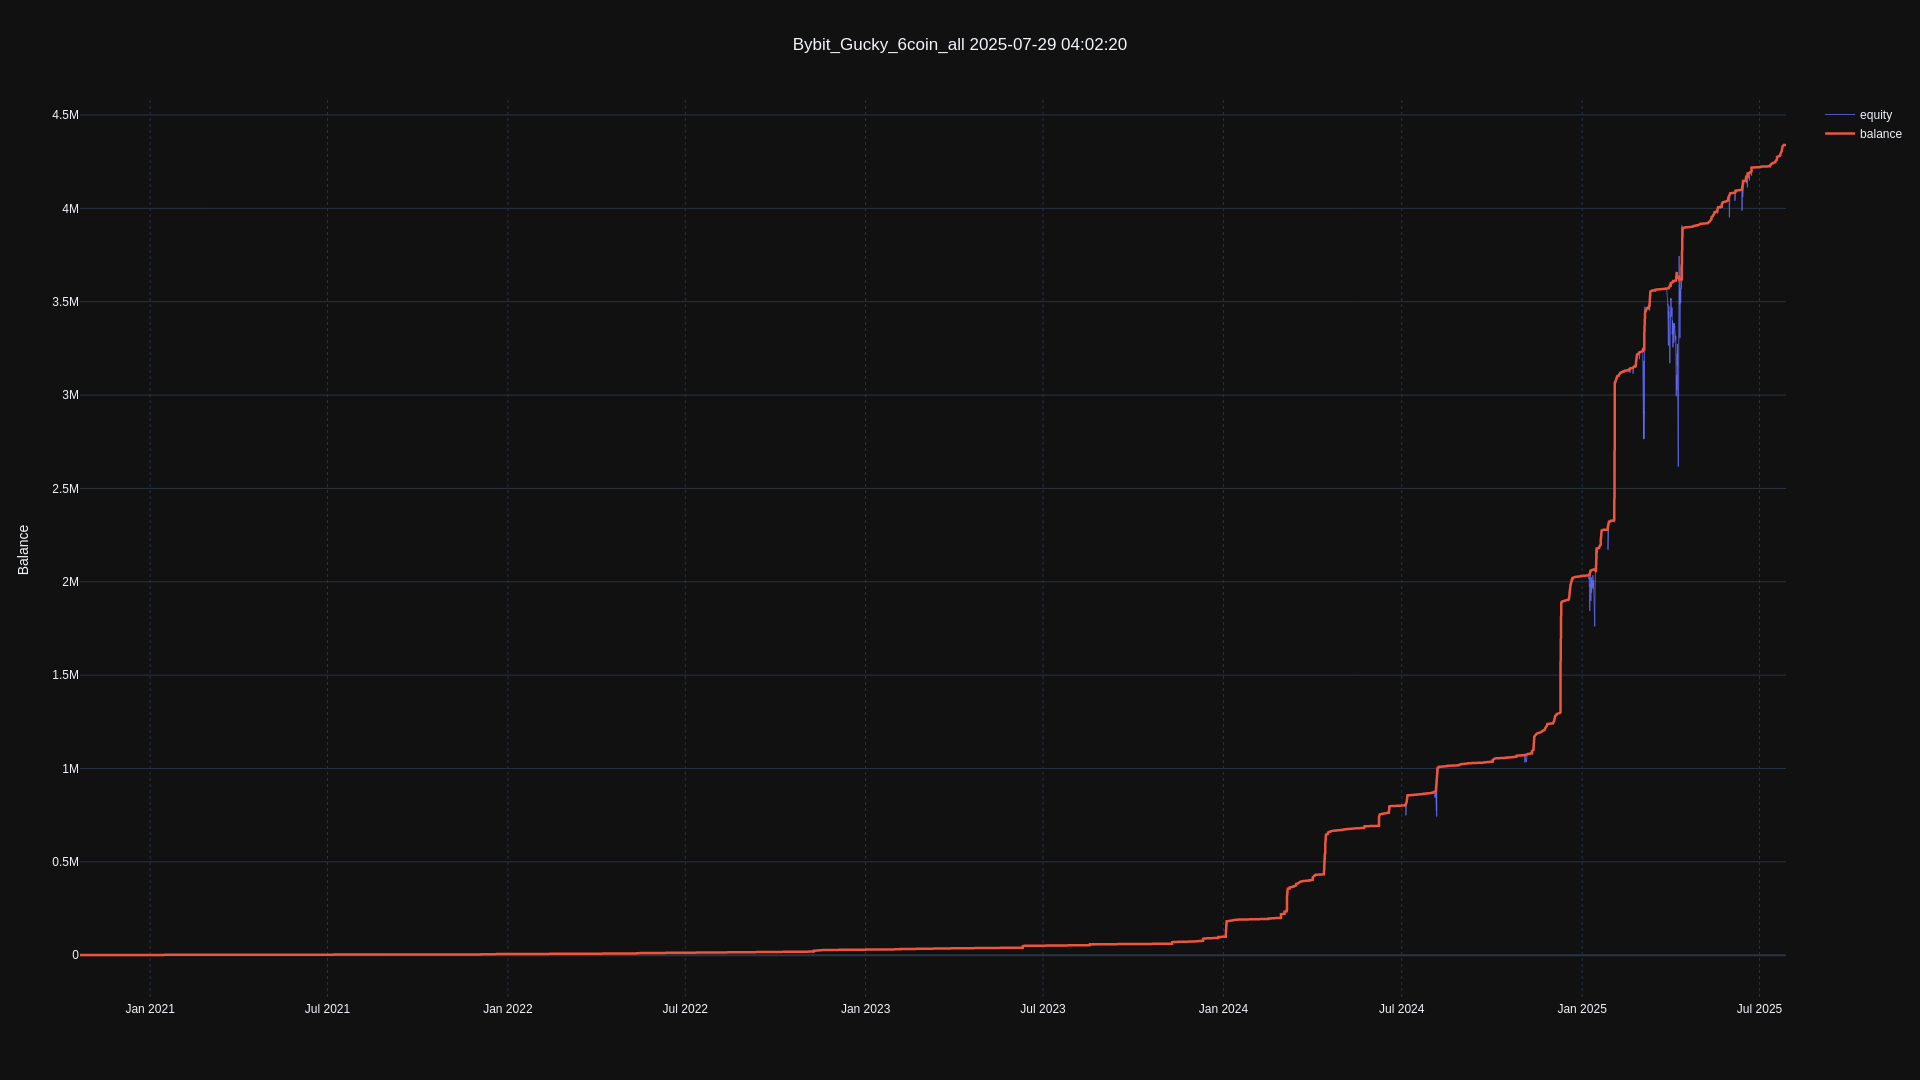 Bybit_Gucky_6coin_all 2025-07-29 04:02:20
equity
balance
4.5M
4M
3.5M
3M
2.5M
2M
1.5M
1M
0.5M
0
Balance
Jan 2021
Jul 2021
Jan 2022
Jul 2022
Jan 2023
Jul 2023
Jan 2024
Jul 2024
Jan 2025
Jul 2025